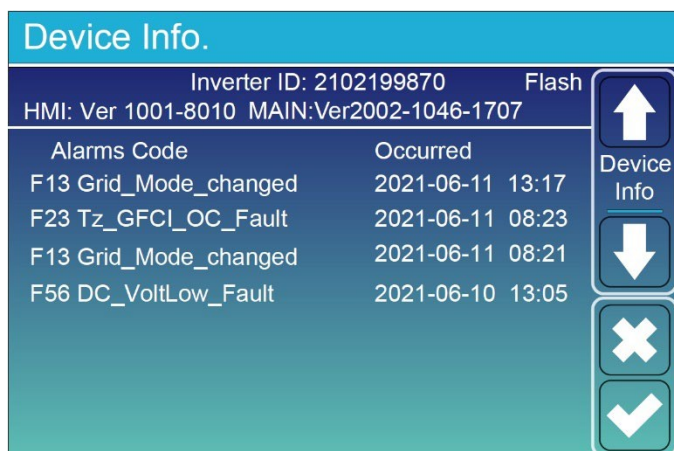 Device Info.
Inverter ID: 2102199870 Flash
HMI: Ver 1001-8010 MAIN:Ver2002-1046-1707
Alarms Code Occurred
F13 Grid_Mode_changed 2021-06-11 13:17
F23 Tz_GFCI_OC_Fault 2021-06-11 08:23
F13 Grid_Mode_changed 2021-06-11 08:21
F56 DC_VoltLow_Fault 2021-06-10 13:05
Device
Info